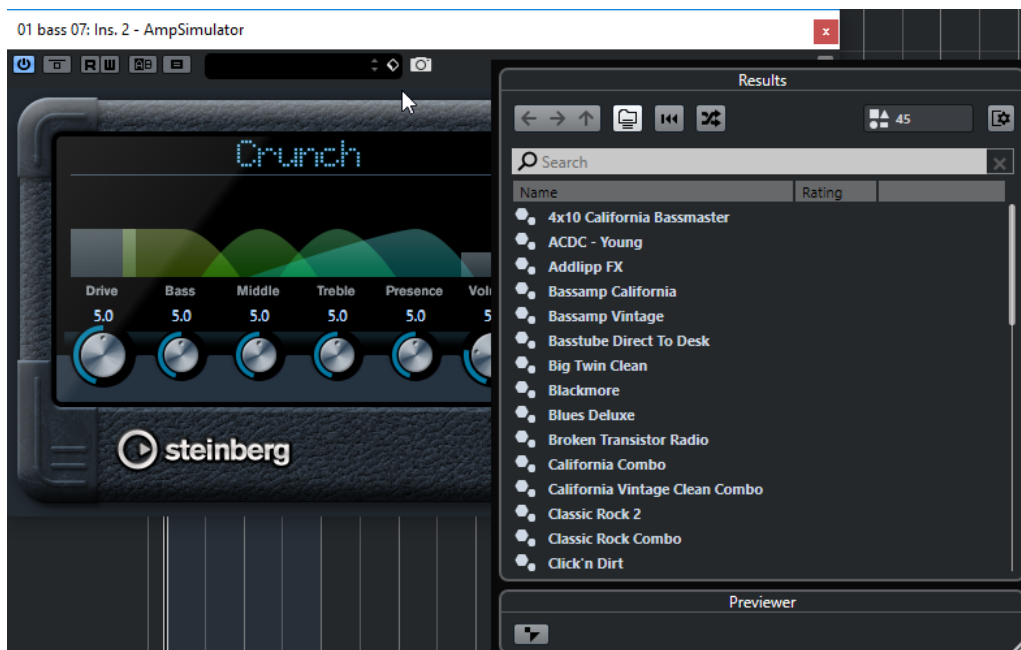 01 bass 07: Ins. 2 - AmpSimulator
x
R W A B
Results
45
Search
Name Rating
4x10 California Bassmaster
ACDC - Young
Addlipp FX
Bassamp California
Bassamp Vintage
Basstube Direct To Desk
Big Twin Clean
Blackmore
Blues Deluxe
Broken Transistor Radio
California Combo
California Vintage Clean Combo
Classic Rock 2
Classic Rock Combo
Click'n Dirt
Previewer
Crunch
Drive Bass Middle Treble Presence
5.0 5.0 5.0 5.0 5.0 5
steinberg